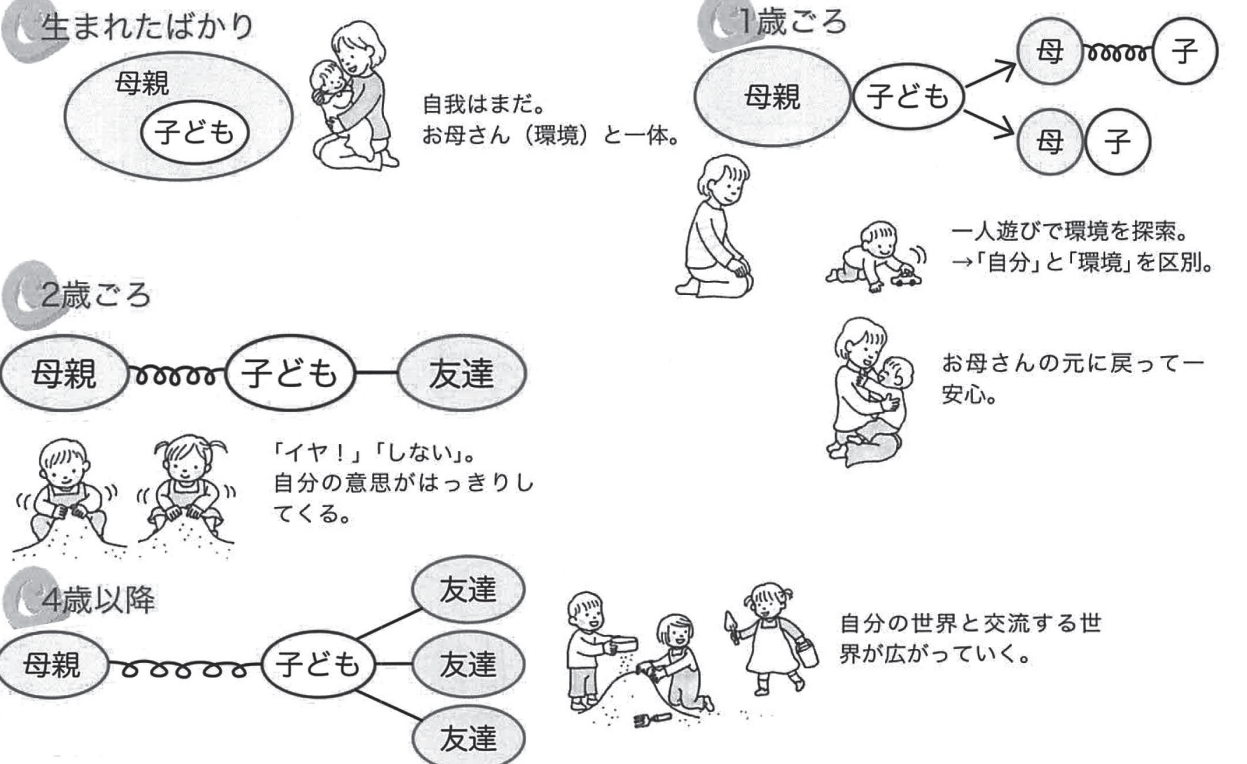 生まれたばかり
母親
子ども
自我はまだ。
お母さん（環境）と一体。
1歳ごろ
母親
子ども
母
子
母
子
一人遊びで環境を探索。
→「自分」と「環境」を区別。
お母さんの元に戻って一
安心。
2歳ごろ
母親
子ども
友達
「イヤ！」「しない」。
自分の意思がはっきりし
てくる。
4歳以降
母親
子ども
友達
友達
友達
自分の世界と交流する世
界が広がっていく。